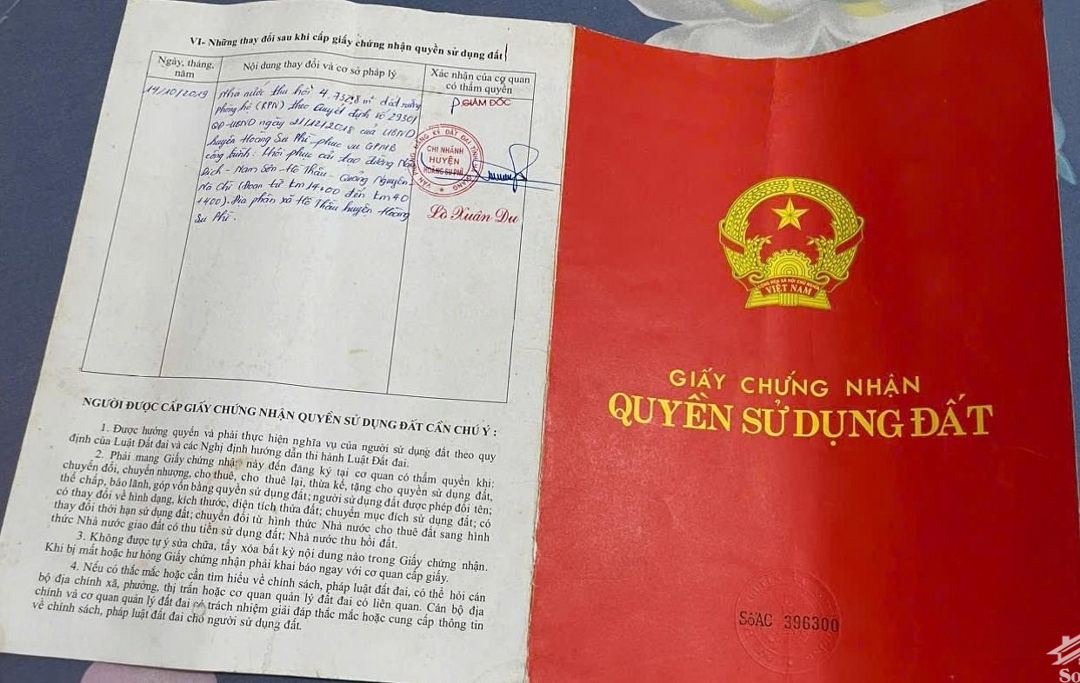 VI- Những thay đổi sau khi cấp giấy chứng nhận quyền sử dụng đất
Ngày, tháng, năm
Nội dung thay đổi và cơ sở pháp lý
Xác nhận của cơ quan có thẩm quyền
14/10/2019
Nhà nước thu hồi 4.752,8 m² đất rừng
phòng hộ (RPN) theo Quyết định số 2930/
QĐ-UBND ngày 21/12/2018 của UBND
huyện Hoàng Su Phì phục vụ GPMB
công trình: Khôi phục cải tạo đường
Dịch - Nam Sơn - Hồ Thầu - Quảng Nguyên -
Nà Chì (đoạn từ Km14+00 đến Km40
+400). Địa phận xã Hồ Thầu huyện Hoàng
Su Phì.
P GIÁM ĐỐC
CHI NHÁNH
HUYỆN
HOÀNG SU PHÌ
Lò Xuân Du
NGƯỜI ĐƯỢC CẤP GIẤY CHỨNG NHẬN QUYỀN SỬ DỤNG ĐẤT CẦN CHÚ Ý :
1. Được hưởng quyền và phải thực hiện nghĩa vụ của người sử dụng đất theo quy
định của Luật Đất đai và các Nghị định hướng dẫn thi hành Luật Đất đai.
2. Phải mang Giấy chứng nhận này đến đăng ký tại cơ quan có thẩm quyền khi:
chuyển đổi, chuyển nhượng, cho thuê, cho thuê lại, thừa kế, tặng cho quyền sử dụng đất,
thế chấp, bảo lãnh, góp vốn bằng quyền sử dụng đất; người sử dụng đất được phép đổi tên;
có thay đổi về hình dạng, kích thước, diện tích thửa đất; chuyển mục đích sử dụng đất; có
thay đổi thời hạn sử dụng đất; chuyển đổi từ hình thức Nhà nước cho thuê đất sang hình
thức Nhà nước giao đất có thu tiền sử dụng đất; Nhà nước thu hồi đất.
3. Không được tự ý sửa chữa, tẩy xóa bất kỳ nội dung nào trong Giấy chứng nhận.
Khi bị mất hoặc hư hỏng Giấy chứng nhận phải khai báo ngay với cơ quan cấp giấy.
4. Nếu có thắc mắc hoặc cần tìm hiểu về chính sách, pháp luật đất đai, có thể hỏi cán
bộ địa chính xã, phường, thị trấn hoặc cơ quan quản lý đất đai có liên quan. Cán bộ địa
chính và cơ quan quản lý đất đai có trách nhiệm giải đáp thắc mắc hoặc cung cấp thông tin
về chính sách, pháp luật đất đai cho người sử dụng đất.
CỘNG HÒA XÃ HỘI CHỦ NGHĨA
VIỆT NAM
GIẤY CHỨNG NHẬN
QUYỀN SỬ DỤNG ĐẤT
Số AC 396300
So